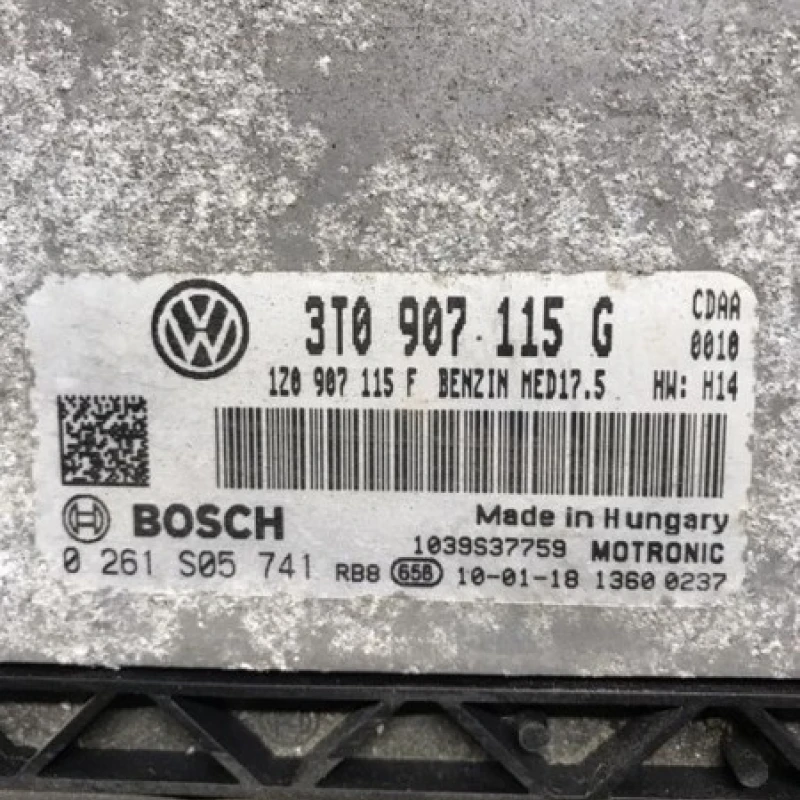 3T0 907 115 G CDAA
0010
1Z0 907 115 F BENZIN MED17.5 HW: H14
BOSCH Made in Hungary
1039S37759 MOTRONIC
0 261 S05 741 RB8 658 10-01-18 1360 0237